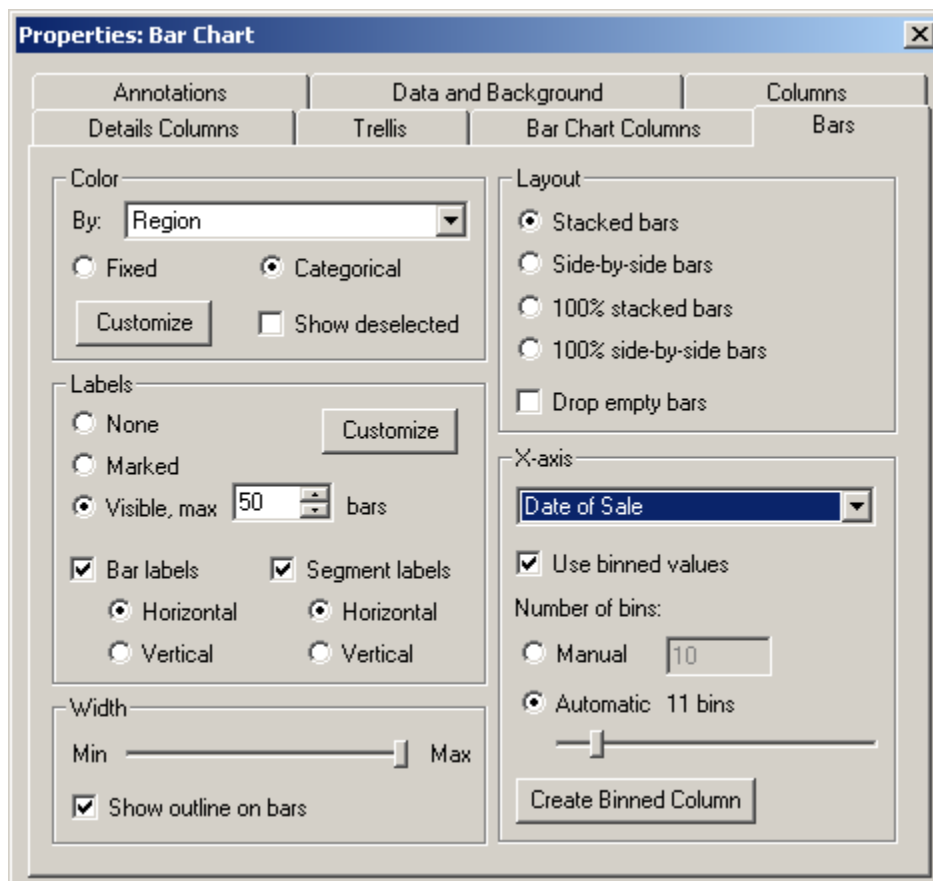 Properties: Bar Chart
Annotations Data and Background Columns
Details Columns Trellis Bar Chart Columns Bars
Color
By: Region
Fixed Categorical
Customize Show deselected
Labels
None Customize
Marked
Visible, max 50 bars
Bar labels Segment labels
Horizontal Horizontal
Vertical Vertical
Width
Min Max
Show outline on bars
Layout
Stacked bars
Side-by-side bars
100% stacked bars
100% side-by-side bars
Drop empty bars
X-axis
Date of Sale
Use binned values
Number of bins:
Manual 10
Automatic 11 bins
Create Binned Column